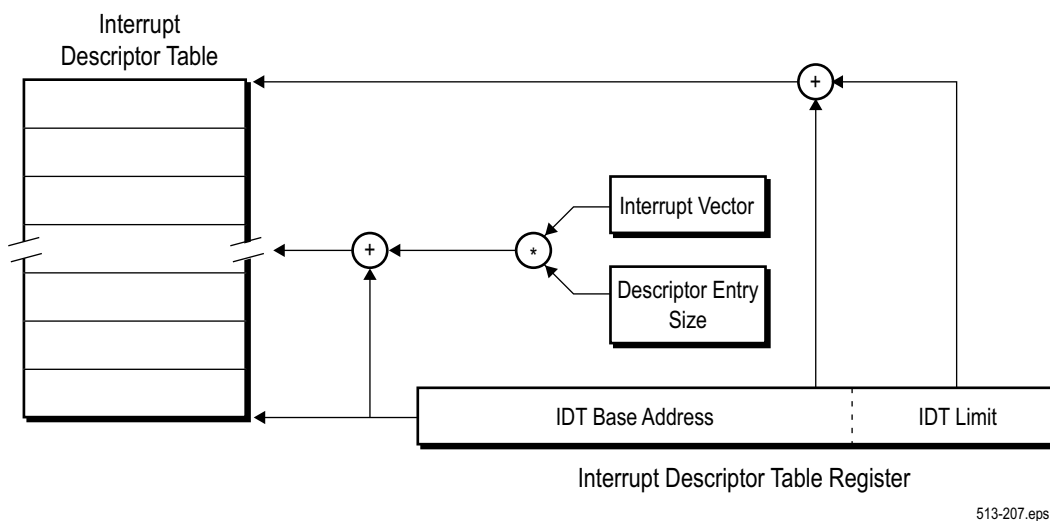 Interrupt
Descriptor Table
+
Interrupt Vector
+
*
Descriptor Entry
Size
IDT Base Address
IDT Limit
Interrupt Descriptor Table Register
513-207.eps